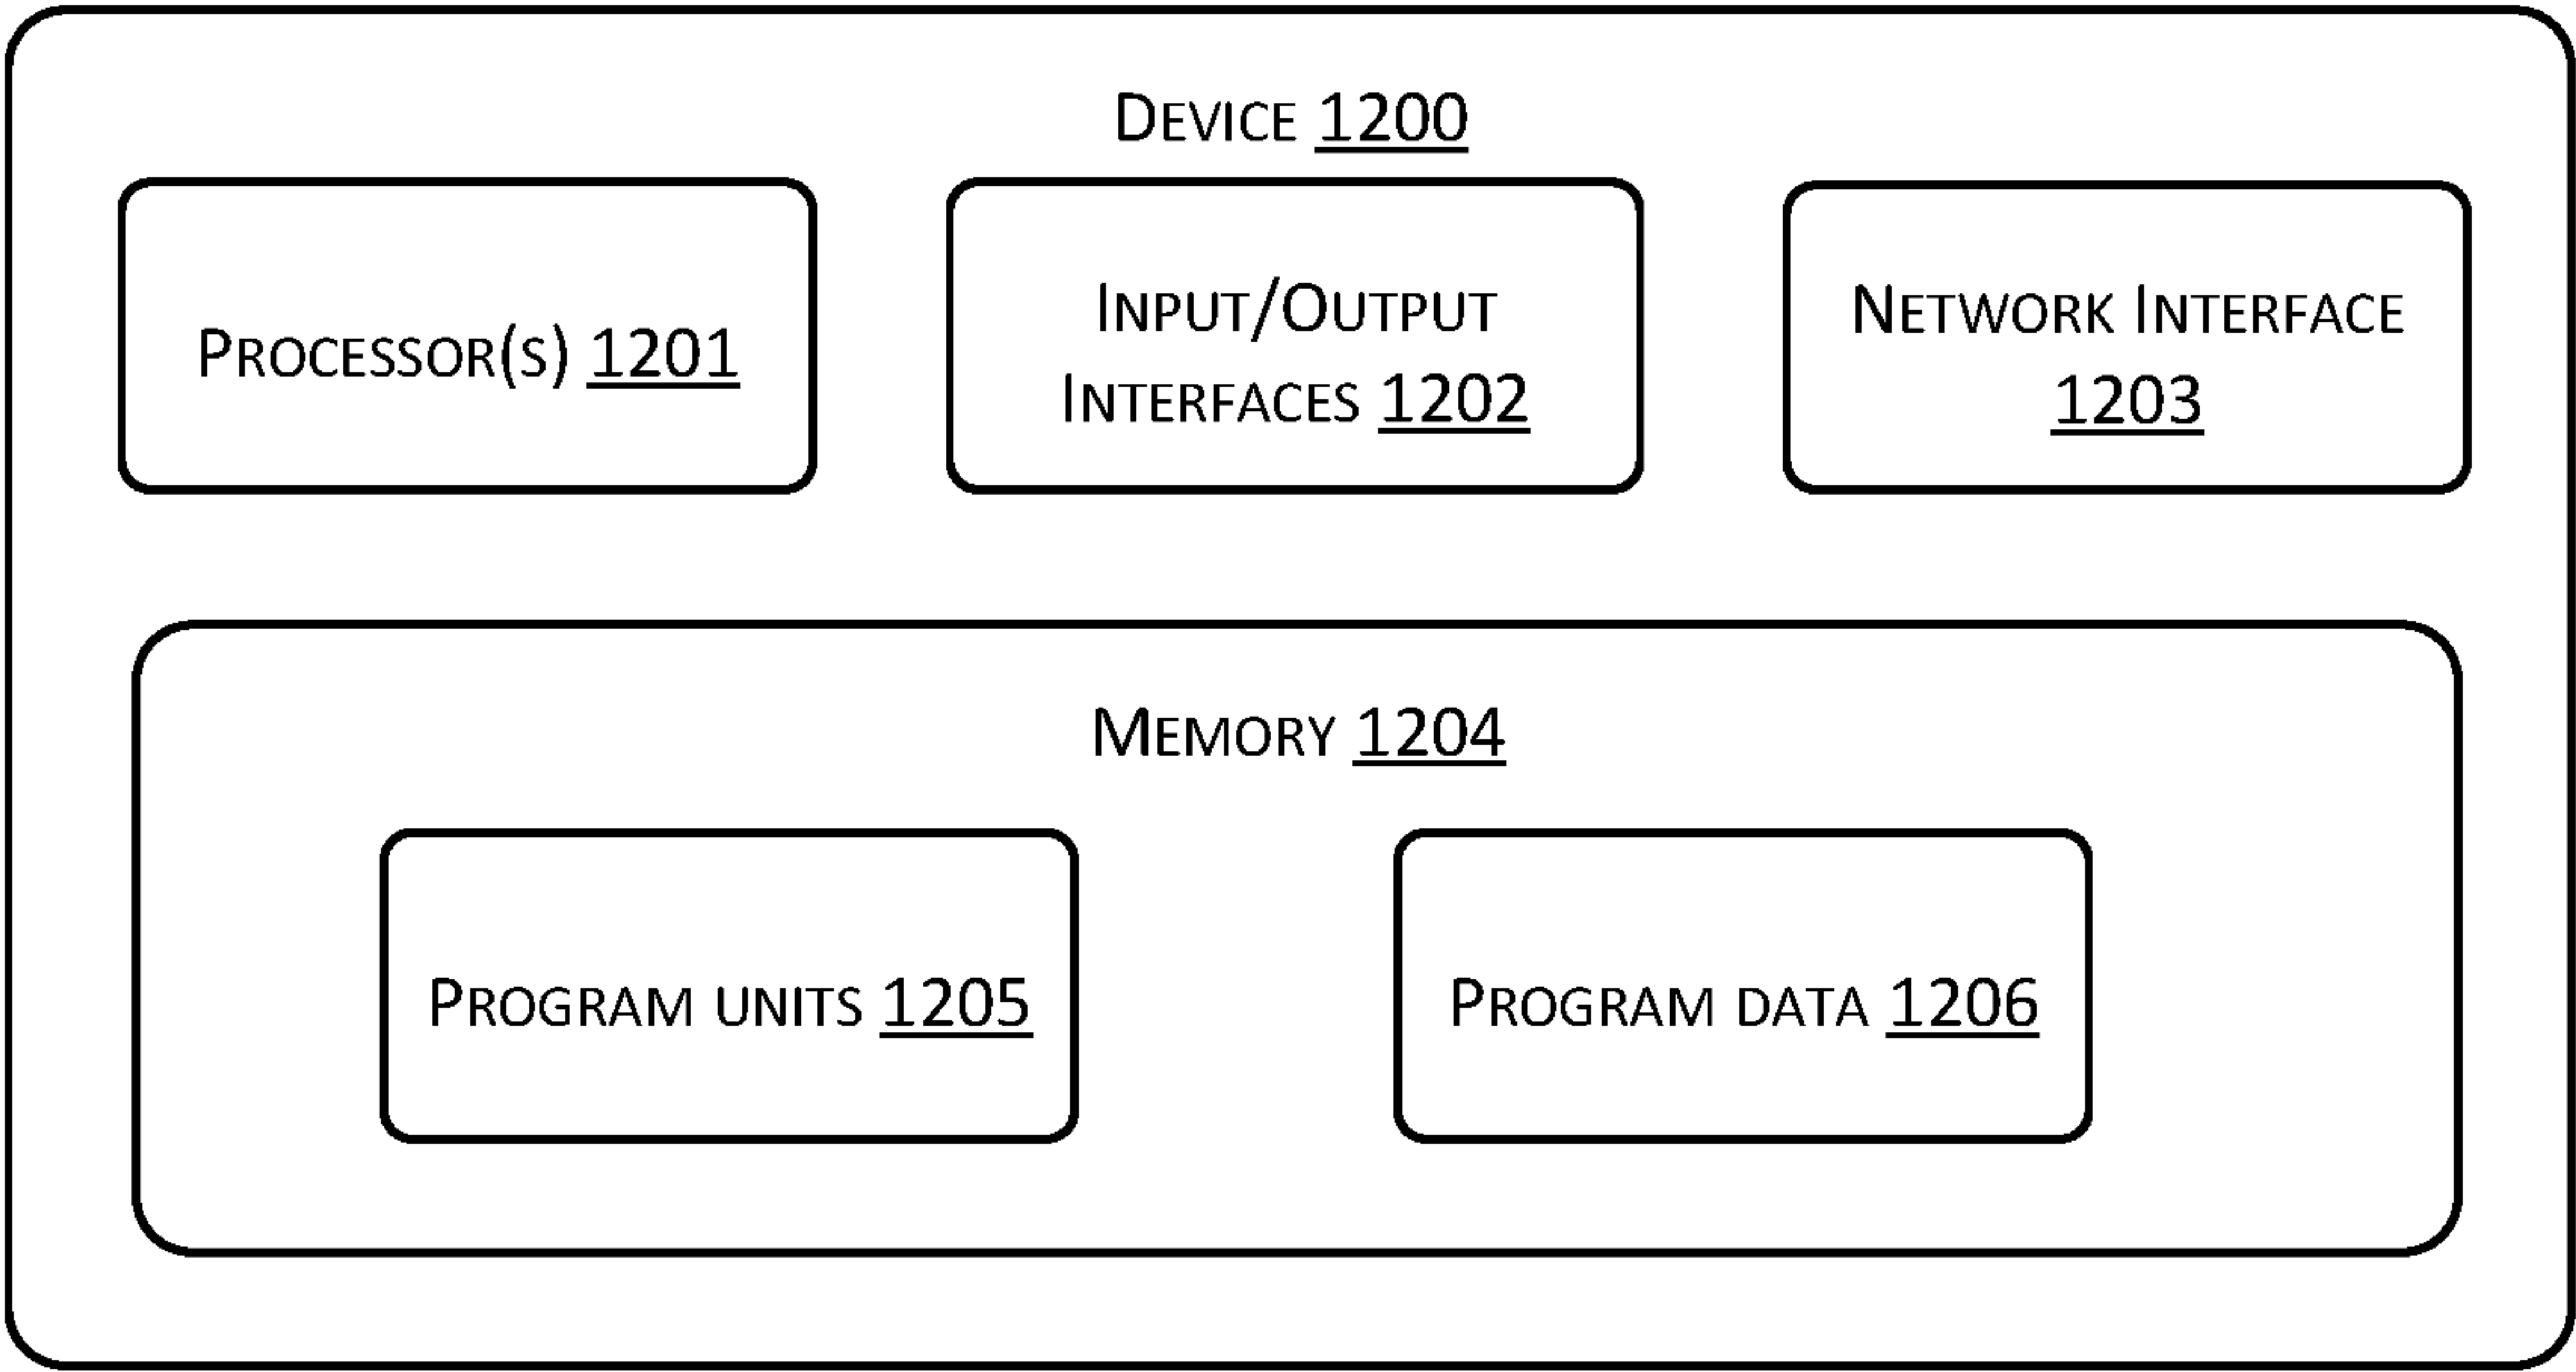 Device 1200
Processor(s) 1201
Input/Output
Interfaces 1202
Network Interface
1203
Memory 1204
Program units 1205
Program data 1206